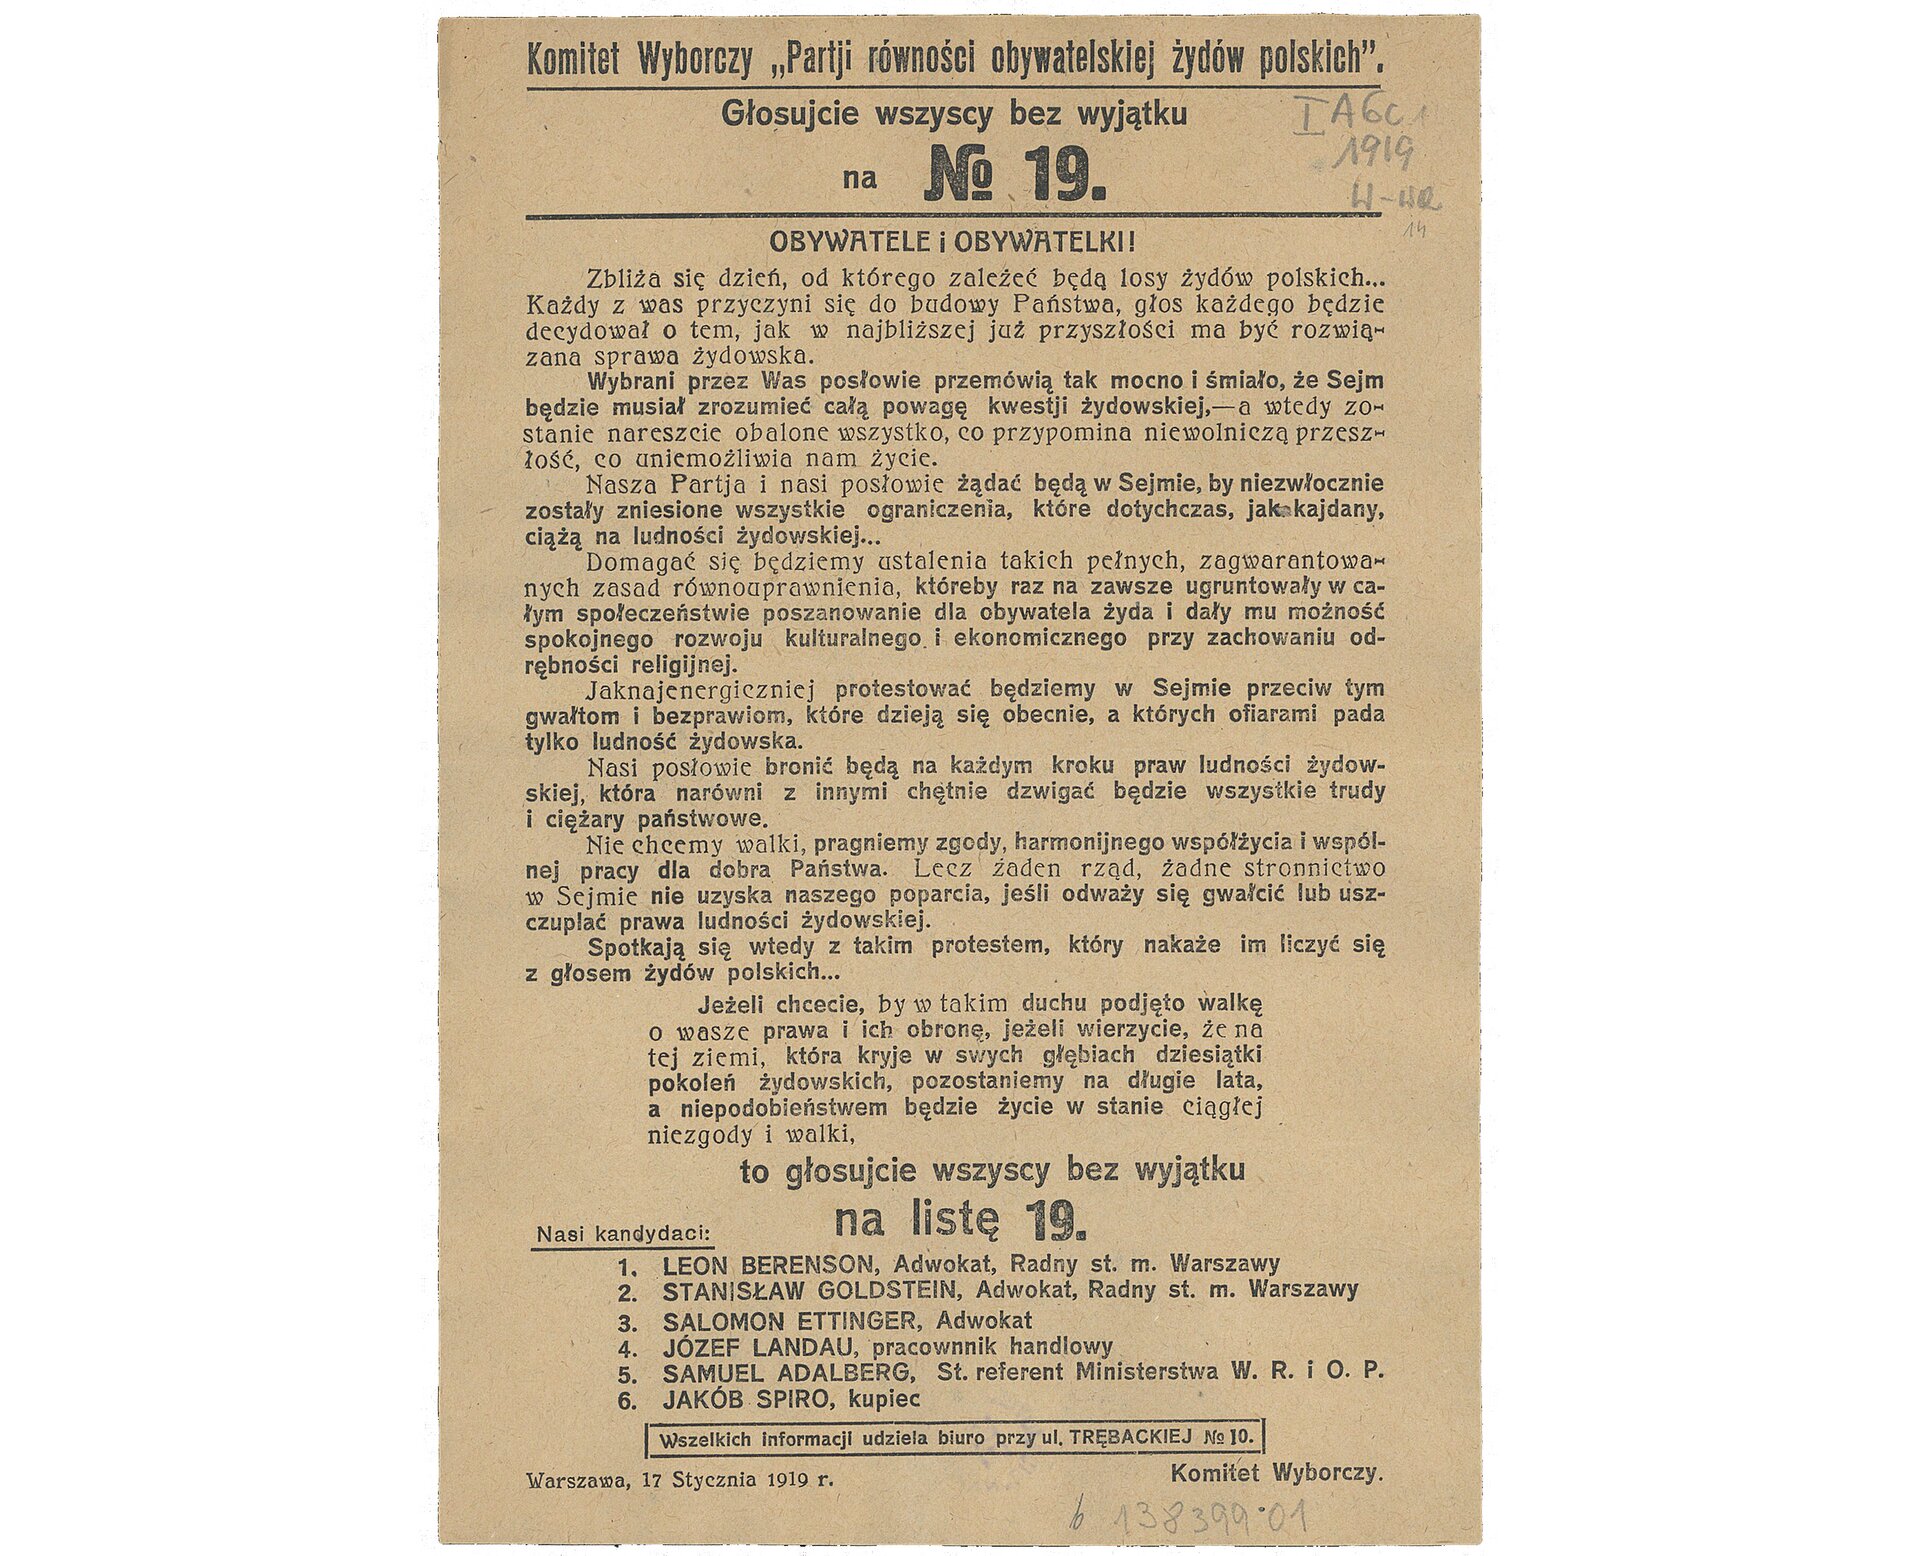 Komitet Wyborczy „Partji równości obywatelskiej żydów polskich”.
Głosujcie wszyscy bez wyjątku
na № 19.
I A6c1
1919
14
OBYWATELE i OBYWATELKI!
Zbliża się dzień, od którego zależeć będą losy żydów polskich...
Każdy z was przyczyni się do budowy Państwa, głos każdego będzie
decydował o tem, jak w najbliższej już przyszłości ma być rozwią-
zana sprawa żydowska.
Wybrani przez Was posłowie przemówią tak mocno i śmiało, że Sejm
będzie musiał zrozumieć całą powagę kwestji żydowskiej,—a wtedy zo-
stanie nareszcie obalone wszystko, co przypomina niewolniczą przesz-
łość, co uniemożliwia nam życie.
Nasza Partja i nasi posłowie żądać będą w Sejmie, by niezwłocznie
zostały zniesione wszystkie ograniczenia, które dotychczas, jak kajdany,
ciążą na ludności żydowskiej...
Domagać się będziemy ustalenia takich pełnych, zagwarantowa-
nych zasad równouprawnienia, któreby raz na zawsze ugruntowały w ca-
łym społeczeństwie poszanowanie dla obywatela żyda i dały mu możność
spokojnego rozwoju kulturalnego i ekonomicznego przy zachowaniu od-
rębności religijnej.
Jaknajenergiczniej protestować będziemy w Sejmie przeciw tym
gwałtom i bezprawiom, które dzieją się obecnie, a których ofiarami pada
tylko ludność żydowska.
Nasi posłowie bronić będą na każdym kroku praw ludności żydow-
skiej, która narówni z innymi chętnie dzwigać będzie wszystkie trudy
i ciężary państwowe.
Nie chcemy walki, pragniemy zgody, harmonijnego współżycia i wspól-
nej pracy dla dobra Państwa. Lecz żaden rząd, żadne stronnictwo
w Sejmie nie uzyska naszego poparcia, jeśli odważy się gwałcić lub usz-
czuplać prawa ludności żydowskiej.
Spotkają się wtedy z takim protestem, który nakaże im liczyć się
z głosem żydów polskich...
Jeżeli chcecie, by w takim duchu podjęto walkę
o wasze prawa i ich obronę, jeżeli wierzycie, że na
tej ziemi, która kryje w swych głębiach dziesiątki
pokoleń żydowskich, pozostaniemy na długie lata,
a niepodobieństwem będzie życie w stanie ciągłej
niezgody i walki,
to głosujcie wszyscy bez wyjątku
na listę 19.
Nasi kandydaci:
1. LEON BERENSON, Adwokat, Radny st. m. Warszawy
2. STANISŁAW GOLDSTEIN, Adwokat, Radny st. m. Warszawy
3. SALOMON ETTINGER, Adwokat
4. JÓZEF LANDAU, pracownnik handlowy
5. SAMUEL ADALBERG, St. referent Ministerstwa W. R. i O. P.
6. JAKÓB SPIRO, kupiec
Wszelkich informacji udziela biuro przy ul. TRĘBACKIEJ № 10.
Warszawa, 17 Stycznia 1919 r.
Komitet Wyborczy.
b 138399.01